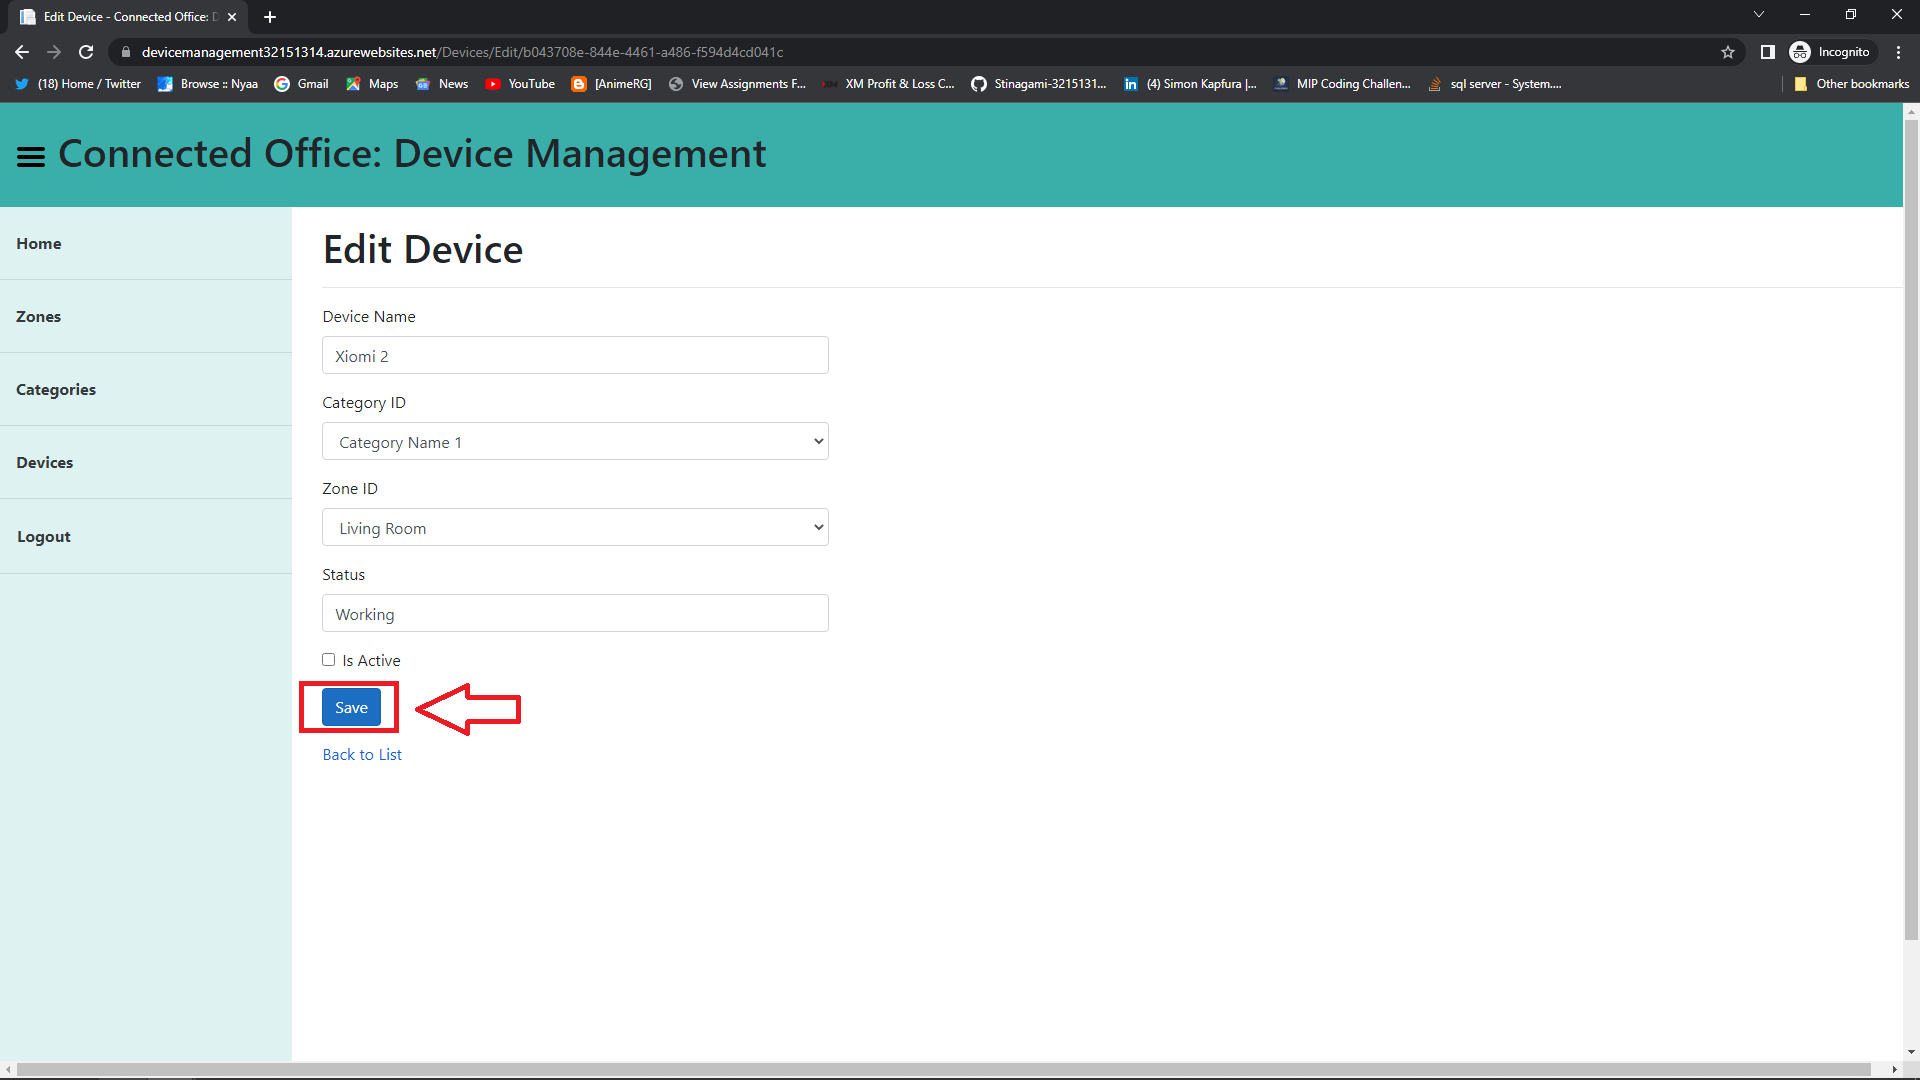 Edit Device - Connected Office: D
devicemanagement32151314.azurewebsites.net/Devices/Edit/b043708e-844e-4461-a486-f594d4cd041c
Incognito
(18) Home / Twitter
Browse :: Nyaa
Gmail
Maps
News
YouTube
[AnimeRG]
View Assignments F...
XM Profit & Loss C...
Stinagami-3215131...
(4) Simon Kapfura |...
MIP Coding Challen...
sql server - System....
Other bookmarks
Connected Office: Device Management
Home
Zones
Categories
Devices
Logout
Edit Device
Device Name
Xiomi 2
Category ID
Category Name 1
Zone ID
Living Room
Status
Working
Is Active
Save
Back to List